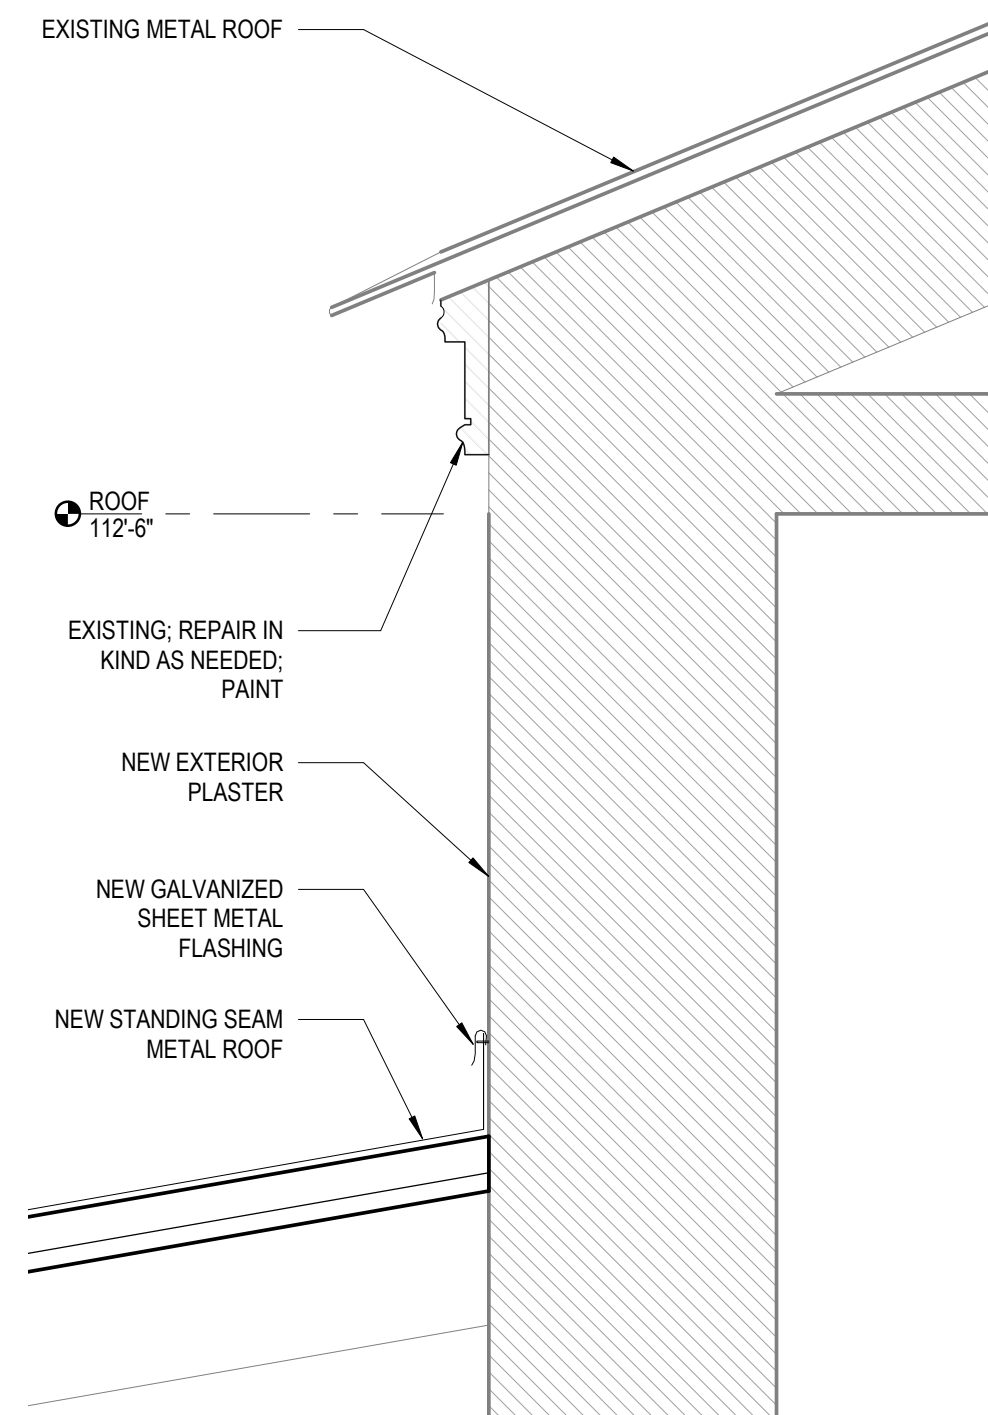 EXISTING METAL ROOF
ROOF
112'-6"
EXISTING; REPAIR IN
KIND AS NEEDED;
PAINT
NEW EXTERIOR
PLASTER
NEW GALVANIZED
SHEET METAL
FLASHING
NEW STANDING SEAM
METAL ROOF